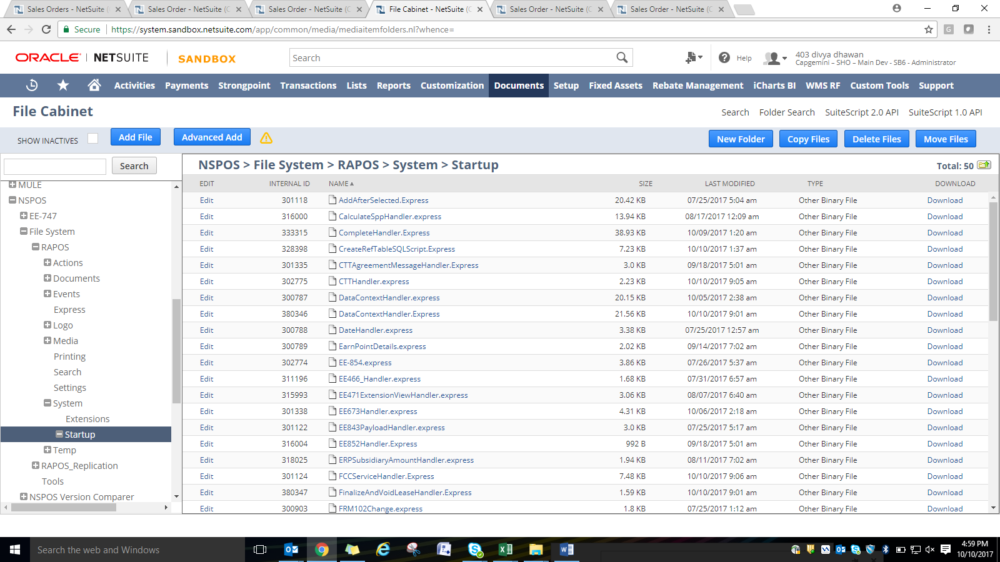 Sales Orders - NetSuite (
Sales Order - NetSuite (C
Sales Order - NetSuite (C
File Cabinet - NetSuite (C
Sales Order - NetSuite (C
Sales Order - NetSuite (C
Secure
https://system.sandbox.netsuite.com/app/common/media/mediaitemfolders.nl?whence=
ORACLE NETSUITE
SANDBOX
Search
Help
403 divya dhawan
Capgemini – SHO – Main Dev - SB6 - Administrator
Activities Payments Strongpoint Transactions Lists Reports Customization Documents Setup Fixed Assets Rebate Management iCharts BI WMS RF Custom Tools Support
File Cabinet
Search Folder Search SuiteScript 2.0 API SuiteScript 1.0 API
SHOW INACTIVES
Add File
Advanced Add
New Folder
Copy Files
Delete Files
Move Files
Search
MULE
NSPOS
EE-747
File System
RAPOS
Actions
Documents
Events
Express
Logo
Media
Printing
Search
Settings
System
Extensions
Startup
Temp
RAPOS_Replication
Tools
NSPOS Version Comparer
NSPOS > File System > RAPOS > System > Startup
Total: 50
EDIT INTERNAL ID NAME SIZE LAST MODIFIED TYPE DOWNLOAD
Edit 301118 AddAfterSelected.Express 20.42 KB 07/25/2017 5:04 am Other Binary File Download
Edit 316000 CalculateSppHandler.express 13.94 KB 08/17/2017 12:09 am Other Binary File Download
Edit 333315 CompleteHandler.Express 38.93 KB 10/09/2017 1:20 am Other Binary File Download
Edit 328398 CreateRefTableSQLScript.Express 7.23 KB 10/10/2017 1:37 am Other Binary File Download
Edit 301335 CTTAgreementMessageHandler.Express 3.0 KB 09/18/2017 5:01 am Other Binary File Download
Edit 302775 CTTHandler.express 2.23 KB 10/10/2017 9:05 am Other Binary File Download
Edit 300787 DataContextHandler.express 20.15 KB 10/05/2017 2:38 am Other Binary File Download
Edit 380346 DataContextHandler.Express 21.56 KB 10/10/2017 9:01 am Other Binary File Download
Edit 300788 DateHandler.express 3.38 KB 07/25/2017 12:57 am Other Binary File Download
Edit 300789 EarnPointDetails.express 2.02 KB 09/14/2017 7:02 am Other Binary File Download
Edit 302774 EE-854.express 3.86 KB 07/26/2017 5:37 am Other Binary File Download
Edit 311196 EE466_Handler.express 1.68 KB 07/31/2017 6:57 am Other Binary File Download
Edit 315993 EE471ExtensionViewHandler.express 3.06 KB 08/07/2017 6:40 am Other Binary File Download
Edit 301338 EE673Handler.express 4.31 KB 10/06/2017 2:18 am Other Binary File Download
Edit 301122 EE843PayloadHandler.express 3.0 KB 07/25/2017 5:17 am Other Binary File Download
Edit 316004 EE852Handler.Express 992 B 09/18/2017 5:01 am Other Binary File Download
Edit 318025 ERPSubsidiaryAmountHandler.express 1.94 KB 08/11/2017 7:02 am Other Binary File Download
Edit 301124 FCCServiceHandler.Express 7.48 KB 10/10/2017 9:06 am Other Binary File Download
Edit 380347 FinalizeAndVoidLeaseHandler.Express 1.59 KB 10/10/2017 9:01 am Other Binary File Download
Edit 300903 FRM102Change.express 1.8 KB 07/25/2017 1:12 am Other Binary File Download
Search the web and Windows
4:59 PM
10/10/2017